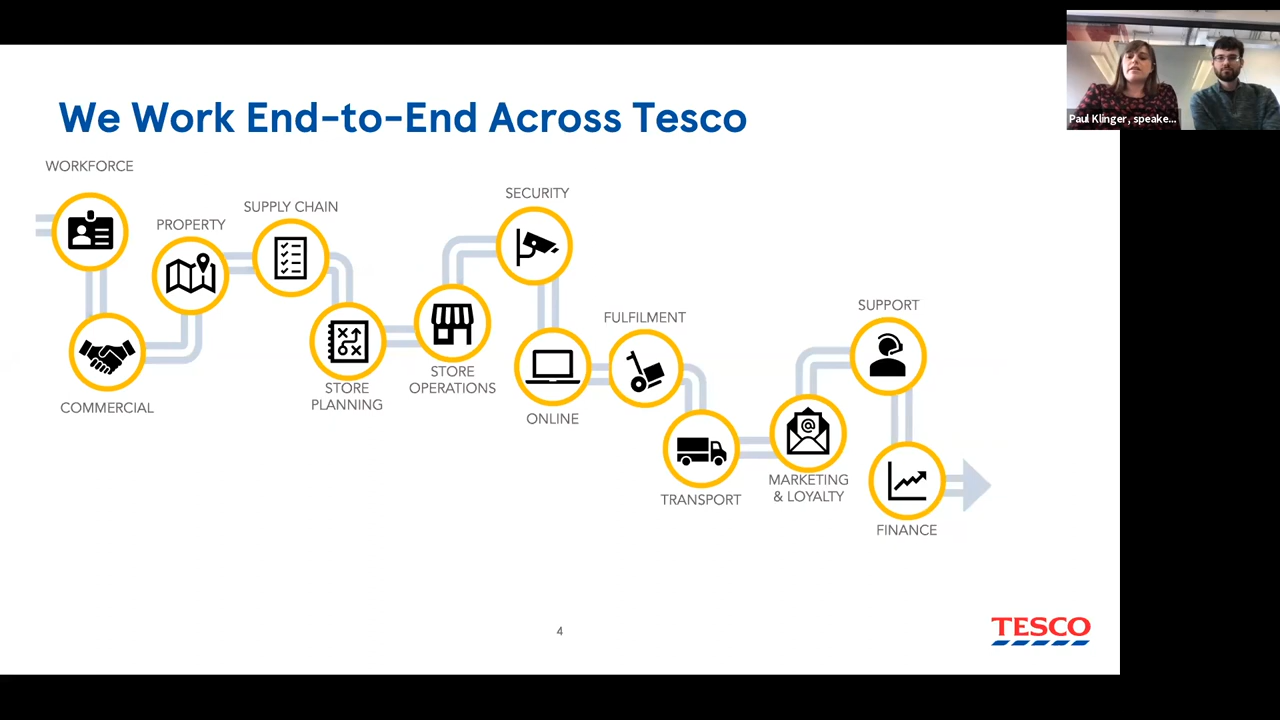 We Work End-to-End Across Tesco
WORKFORCE
COMMERCIAL
PROPERTY
SUPPLY CHAIN
STORE
PLANNING
STORE
OPERATIONS
SECURITY
ONLINE
FULFILMENT
TRANSPORT
MARKETING
& LOYALTY
SUPPORT
FINANCE
4
TESCO
Paul Klinger, speake...